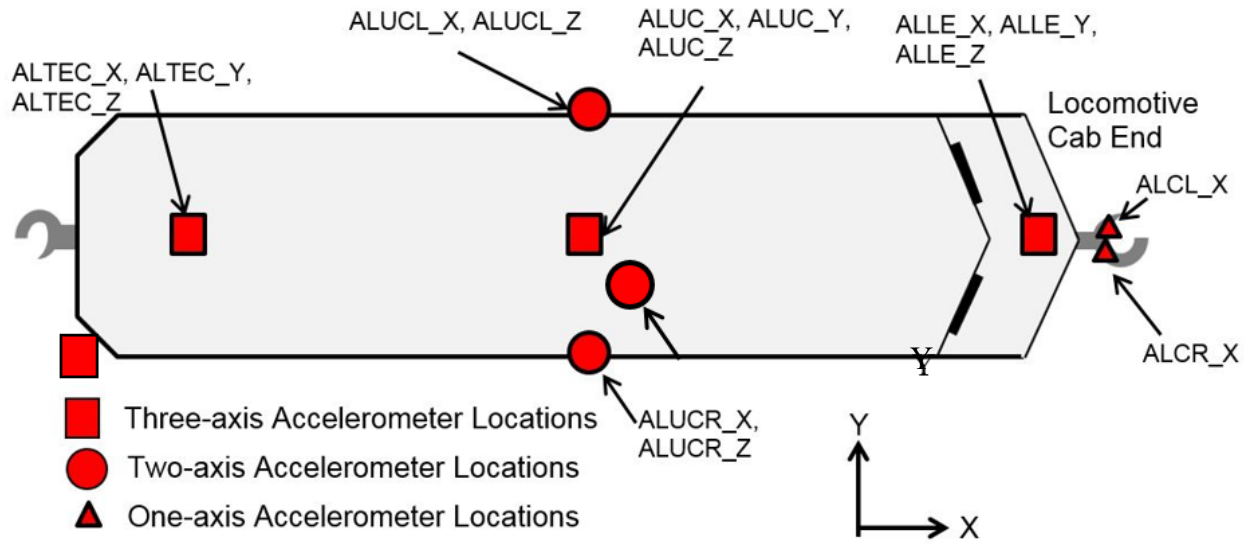 ALUCL_X, ALUCL_Z
ALUC_X, ALUC_Y,
ALUC_Z
ALLE_X, ALLE_Y,
ALLE_Z
ALTEC_X, ALTEC_Y,
ALTEC_Z
Locomotive
Cab End
ALCL_X
ALCR_X
Y
ALUCR_X,
ALUCR_Z
Three-axis Accelerometer Locations
Two-axis Accelerometer Locations
One-axis Accelerometer Locations
Y
X